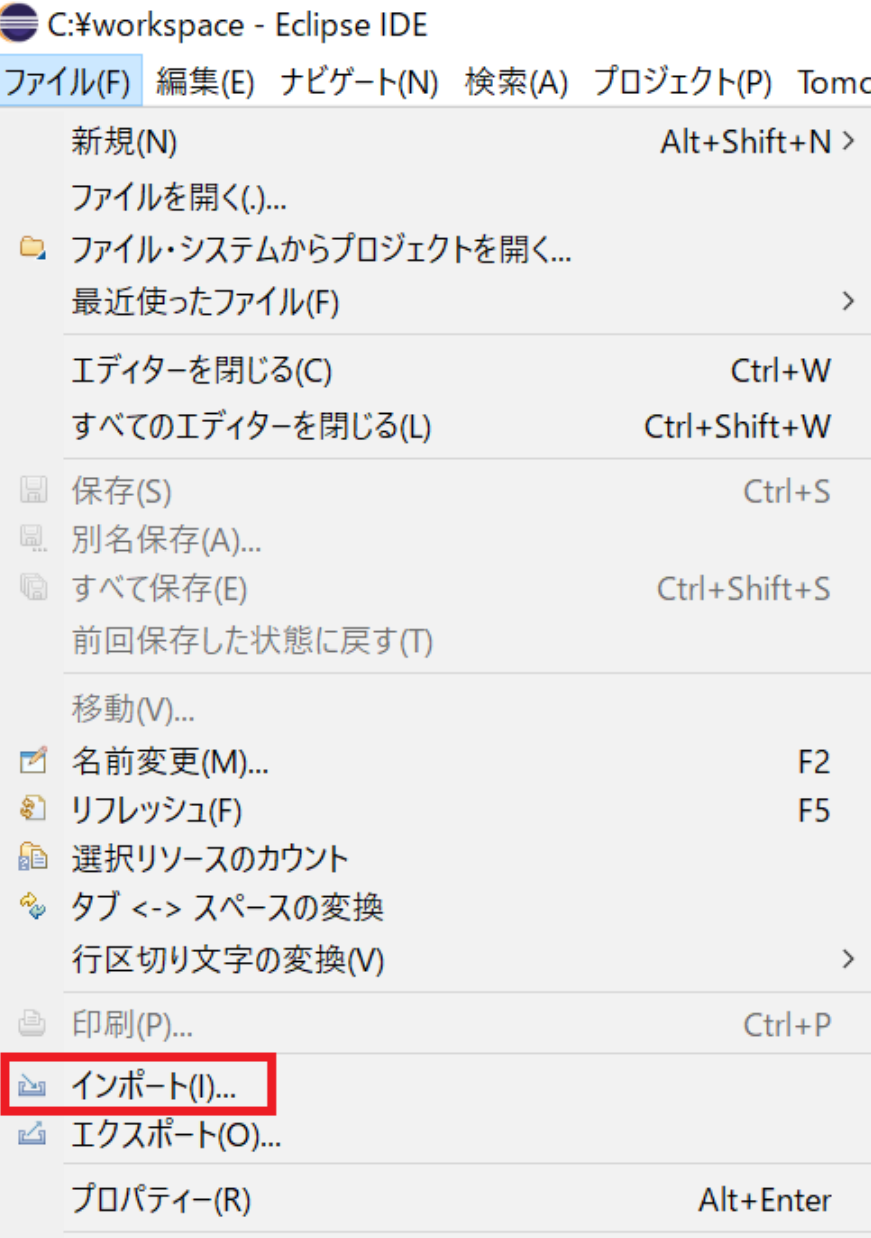 C:¥workspace - Eclipse IDE
ファイル(F) 編集(E) ナビゲート(N) 検索(A) プロジェクト(P) Tomc
新規(N) Alt+Shift+N >
ファイルを開く(.)...
ファイル・システムからプロジェクトを開く...
最近使ったファイル(F) >
エディターを閉じる(C) Ctrl+W
すべてのエディターを閉じる(L) Ctrl+Shift+W
保存(S) Ctrl+S
別名保存(A)...
すべて保存(E) Ctrl+Shift+S
前回保存した状態に戻す(T)
移動(V)...
名前変更(M)... F2
リフレッシュ(F) F5
選択リソースのカウント
タブ <-> スペースの変換
行区切り文字の変換(V) >
印刷(P)... Ctrl+P
インポート(I)...
エクスポート(O)...
プロパティー(R) Alt+Enter